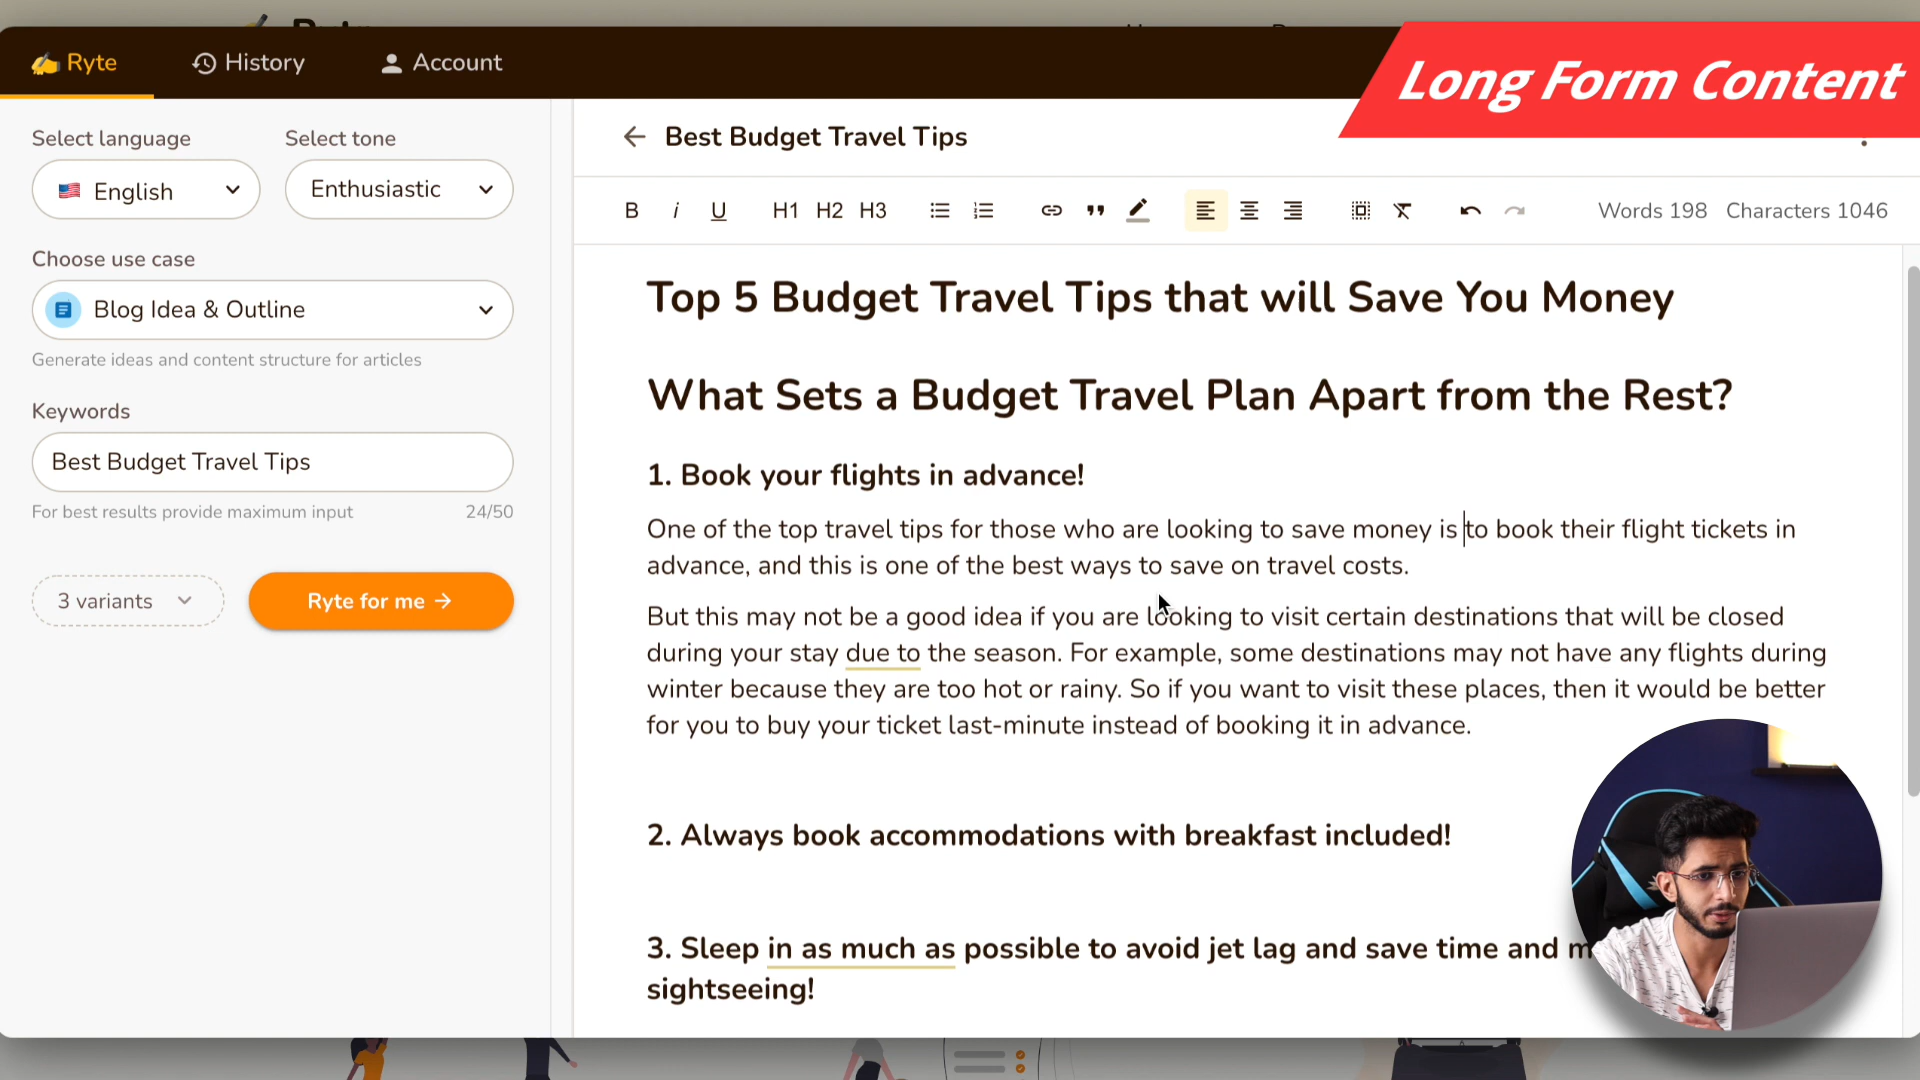 Ryte
History
Account
Long Form Content
Select language
Select tone
English
Enthusiastic
Choose use case
Blog Idea & Outline
Generate ideas and content structure for articles
Keywords
Best Budget Travel Tips
For best results provide maximum input
24/50
3 variants
Ryte for me →
← Best Budget Travel Tips
B i U H1 H2 H3
Words 198 Characters 1046
Top 5 Budget Travel Tips that will Save You Money
What Sets a Budget Travel Plan Apart from the Rest?
1. Book your flights in advance!
One of the top travel tips for those who are looking to save money is to book their flight tickets in
advance, and this is one of the best ways to save on travel costs.
But this may not be a good idea if you are looking to visit certain destinations that will be closed
during your stay due to the season. For example, some destinations may not have any flights during
winter because they are too hot or rainy. So if you want to visit these places, then it would be better
for you to buy your ticket last-minute instead of booking it in advance.
2. Always book accommodations with breakfast included!
3. Sleep in as much as possible to avoid jet lag and save time and
sightseeing!